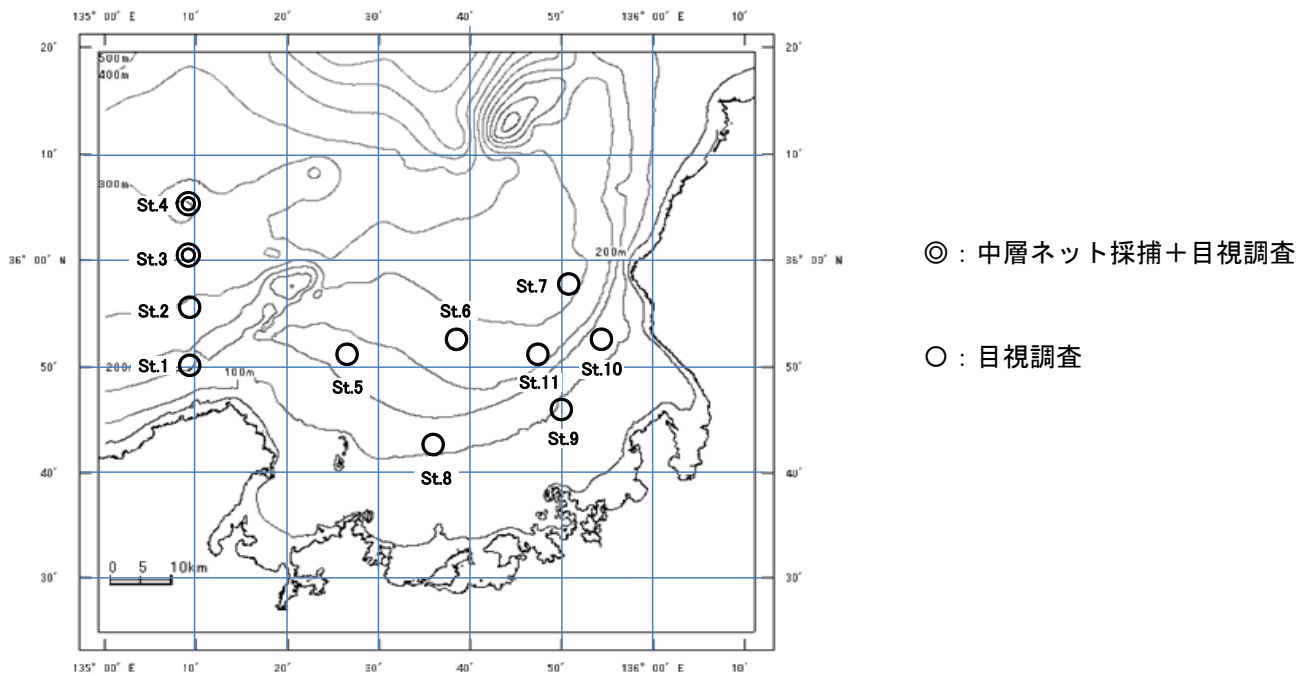 135° 00′ E 10′ 20′ 30′ 40′ 50′ 136° 00′ E 10′
20′ 20′
500m
400m
10′ 10′
300m
St.4
St.3
36° 00′ N 200m 36° 00′ N
St.7
St.2 St.6
St.1
200m 50′ 50′
100m St.5 St.11 St.10
St.9
40′ 40′
St.8
0 5 10km
30′ 30′
135° 00′ E 10′ 20′ 30′ 40′ 50′ 136° 00′ E 10′
◎：中層ネット採捕＋目視調査
○：目視調査